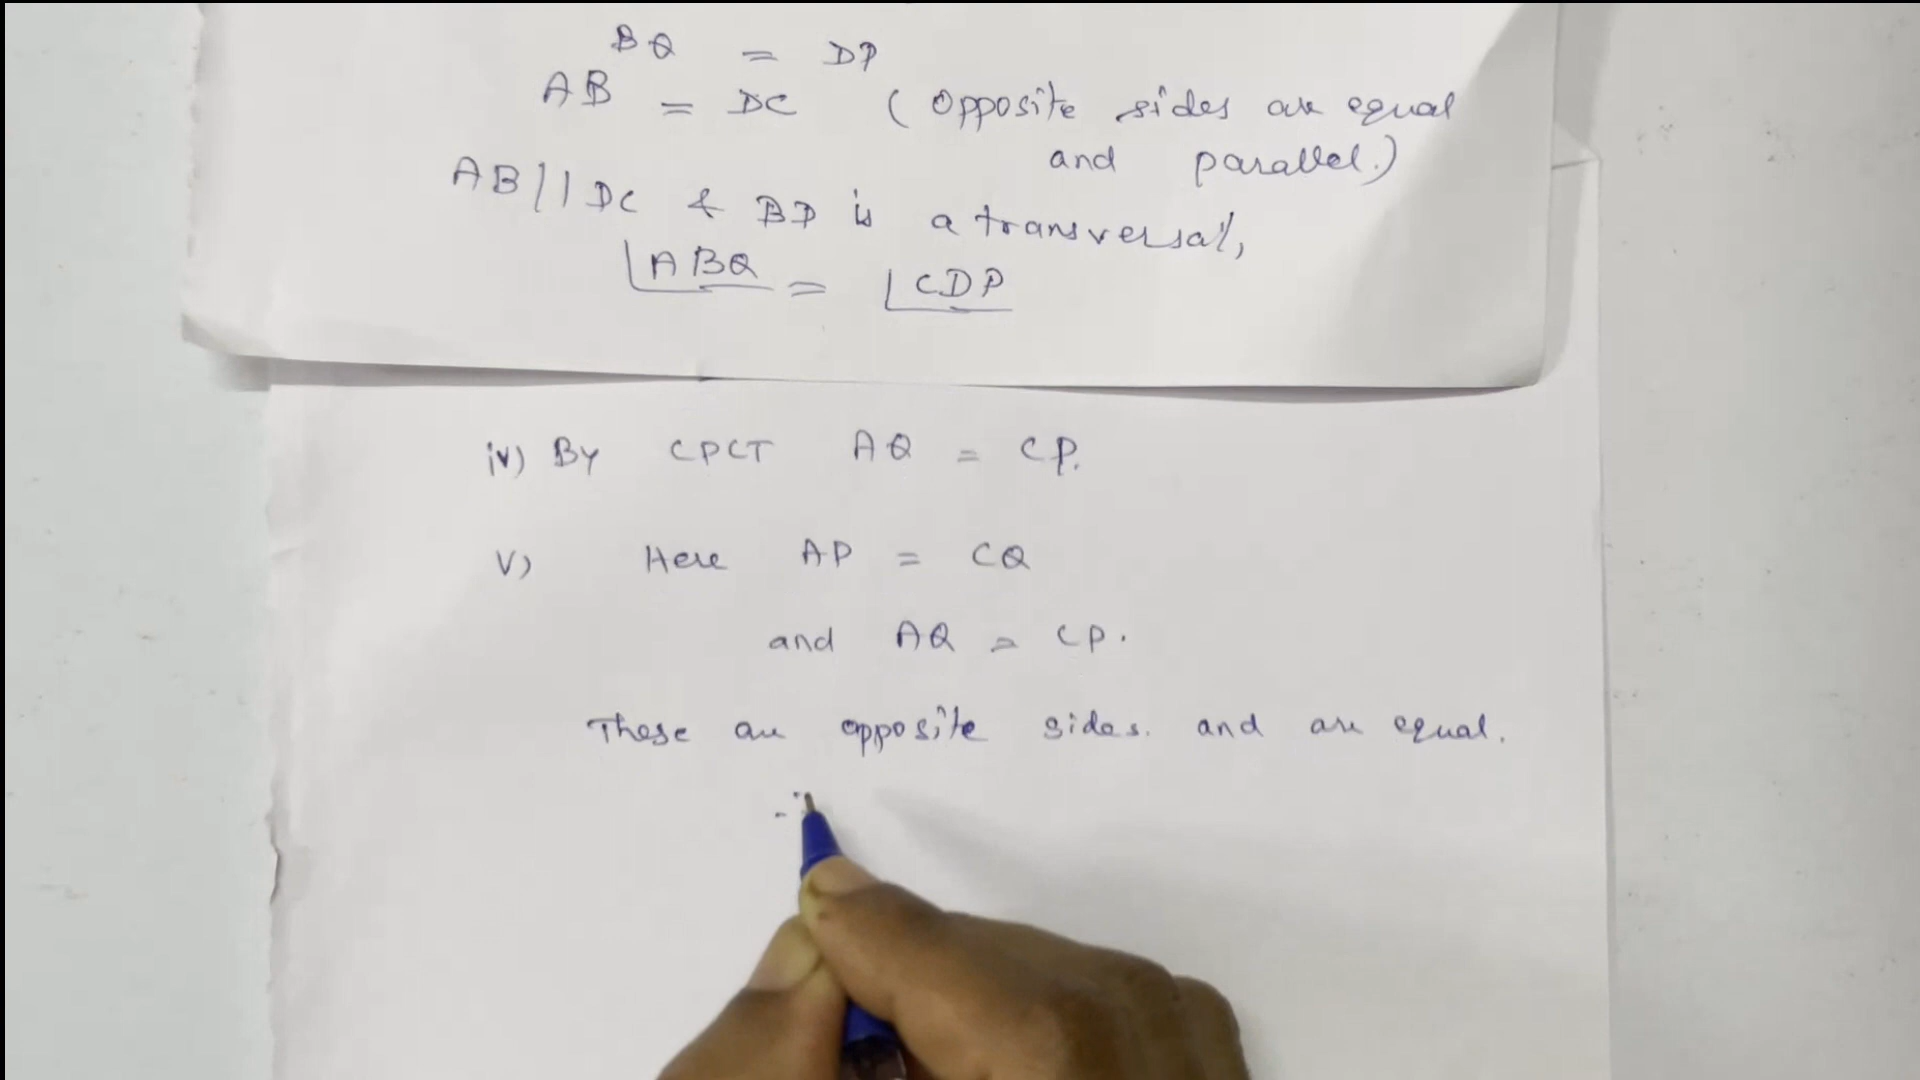 BQ = DP
AB = DC (Opposite sides are equal
and parallel.)
AB || DC & BD is a transversal,
∠ABQ = ∠CDP
iv) By CPCT AQ = CP.
v) Here AP = CQ
and AQ = CP.
These are opposite sides. and are equal.